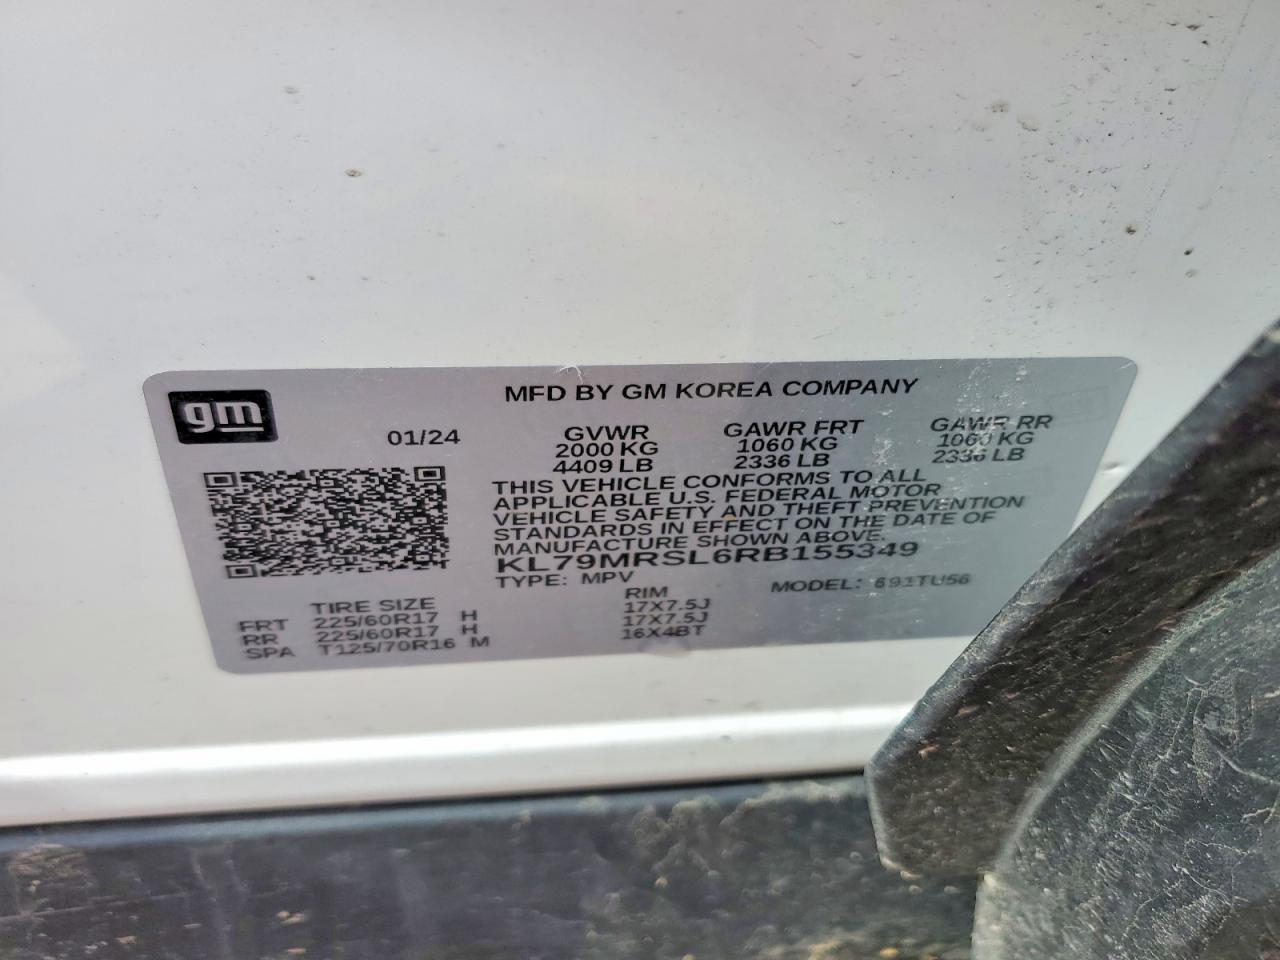 gm
MFD BY GM KOREA COMPANY
01/24 GVWR GAWR FRT GAWR RR
2000 KG 1060 KG 1060 KG
4409 LB 2336 LB 2336 LB
THIS VEHICLE CONFORMS TO ALL
APPLICABLE U.S. FEDERAL MOTOR
VEHICLE SAFETY AND THEFT PREVENTION
STANDARDS IN EFFECT ON THE DATE OF
MANUFACTURE SHOWN ABOVE.
KL79MRSL6RB155349
TYPE: MPV MODEL: 691TU56
TIRE SIZE RIM
FRT 225/60R17 H 17X7.5J
RR 225/60R17 H 17X7.5J
SPA T125/70R16 M 16X4BT